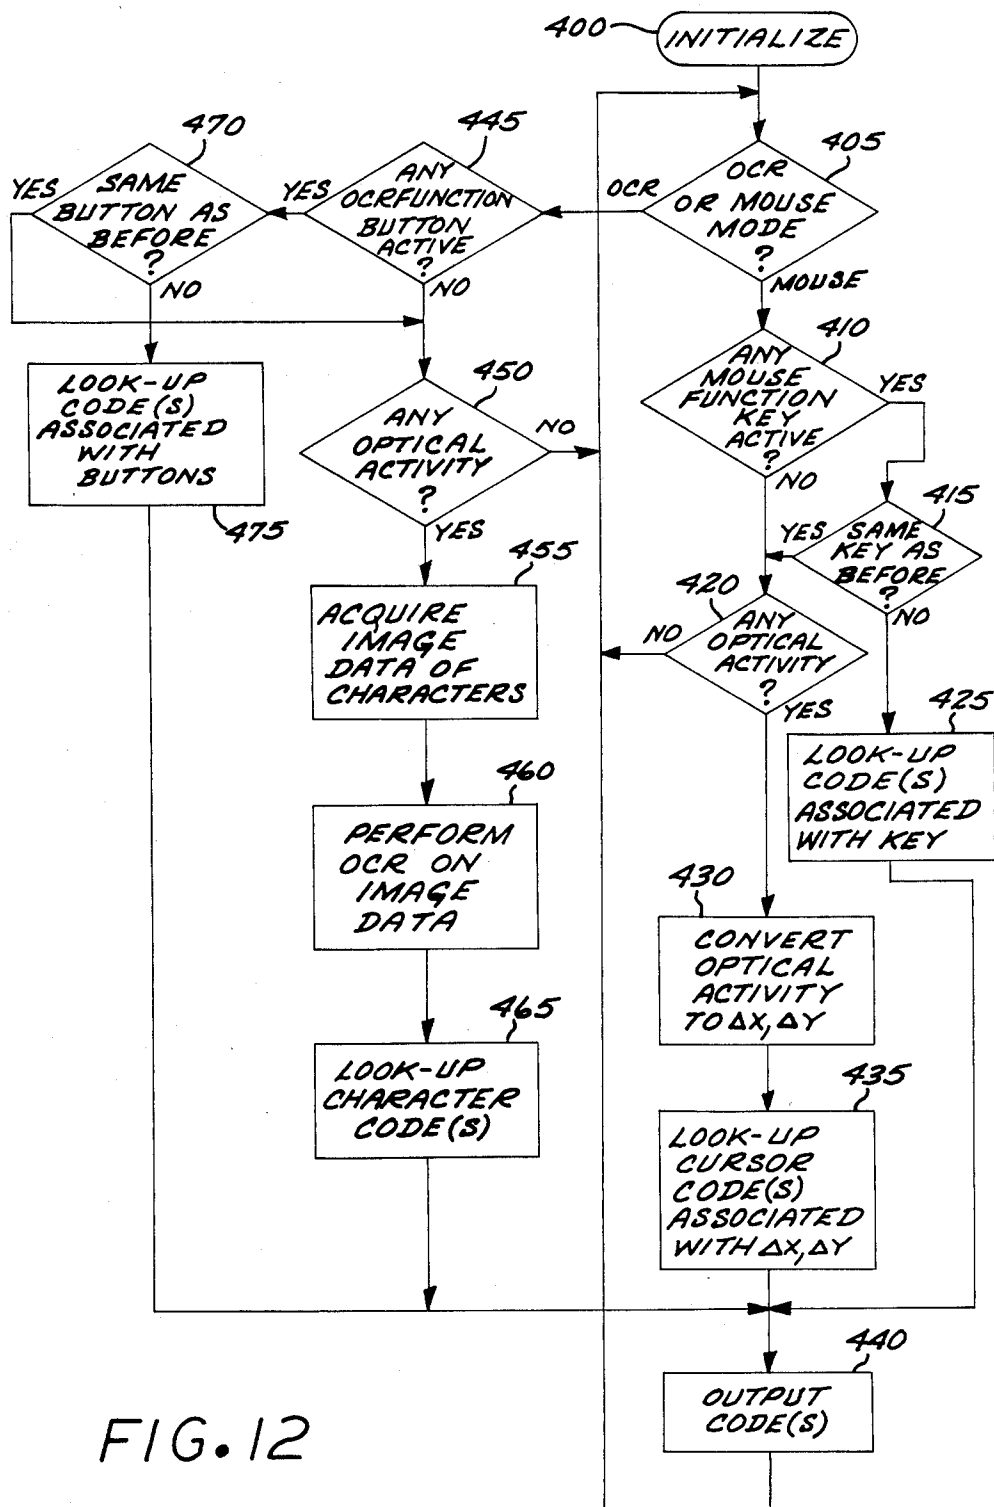 400
INITIALIZE
470
445
405
YES
SAME
BUTTON AS
BEFORE
?
NO
YES
ANY
OCRFUNCTION
BUTTON
ACTIVE
?
NO
OCR
OCR
OR MOUSE
MODE
?
MOUSE
410
ANY
MOUSE
FUNCTION
KEY
ACTIVE
?
NO
YES
LOOK-UP
CODE(S)
ASSOCIATED
WITH
BUTTONS
475
450
ANY
OPTICAL
ACTIVITY
?
NO
YES
415
YES
SAME
KEY AS
BEFORE
?
NO
420
NO
ANY
OPTICAL
ACTIVITY
?
YES
455
ACQUIRE
IMAGE
DATA OF
CHARACTERS
425
LOOK-UP
CODE(S)
ASSOCIATED
WITH KEY
460
PERFORM
OCR ON
IMAGE
DATA
430
CONVERT
OPTICAL
ACTIVITY
TO ΔX, ΔY
465
LOOK-UP
CHARACTER
CODE(S)
435
LOOK-UP
CURSOR
CODE(S)
ASSOCIATED
WITH ΔX, ΔY
440
OUTPUT
CODE(S)
FIG. 12